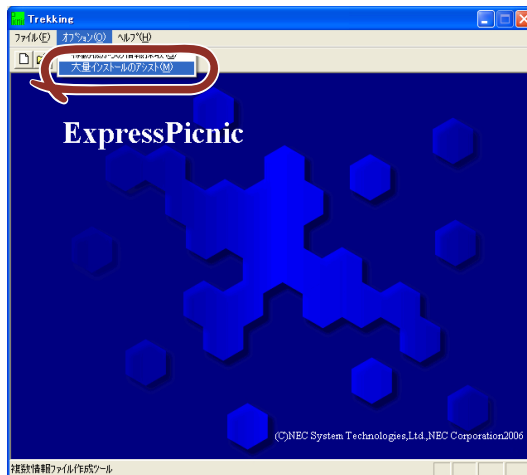 Trekking
ファイル(F) オプション(O) ヘルプ(H)
大量インストールのアシスト(M)
ExpressPicnic
(C)NEC System Technologies,Ltd.,NEC Corporation2006
複数情報ファイル作成ツール